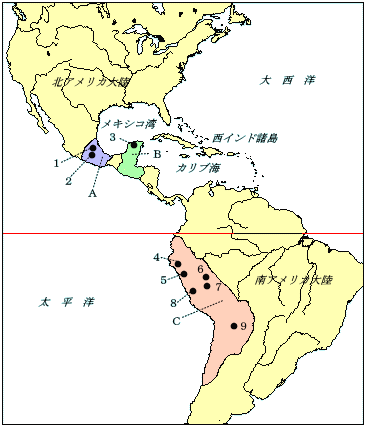 北アメリカ大陸
大 西 洋
メキシコ湾
3
西インド諸島
1
B
カリブ海
2
A
4
6
5
7
南アメリカ大陸
太 平 洋
8
C
9